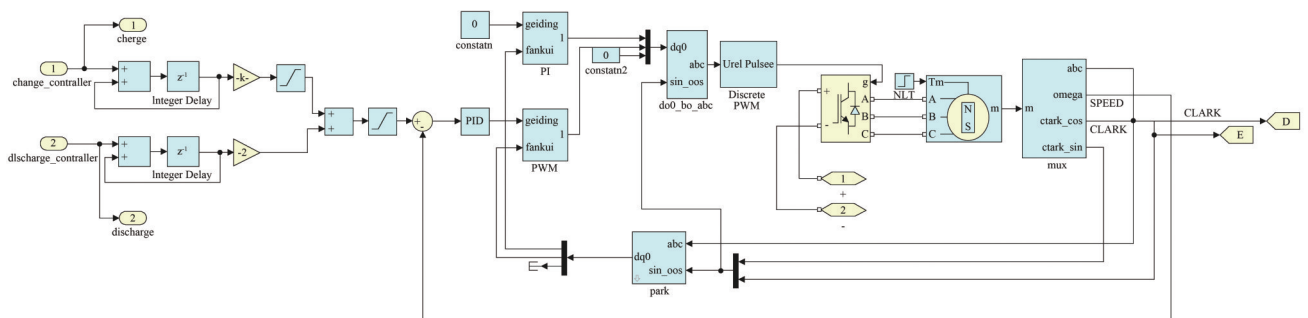 1
cherge
1
change_contraller
+
+
z-1
Integer Delay
-k-
2
dlscharge_contraller
+
+
z-1
Integer Delay
-2
2
discharge
+
+
+
-
PID
0
constatn
geiding
fankui
1
PI
0
constatn2
geiding
fankui
1
PWM
dq0
abc
sin_oos
do0_bo_abc
Urel Pulsee
Discrete
PWM
g
+
-
A
B
C
NLT
Tm
A
B
C
N
S
m
m
abc
omega
ctark_cos
ctark_sin
mux
SPEED
CLARK
CLARK
D
E
1
+
2
-
abc
dq0
sin_oos
park